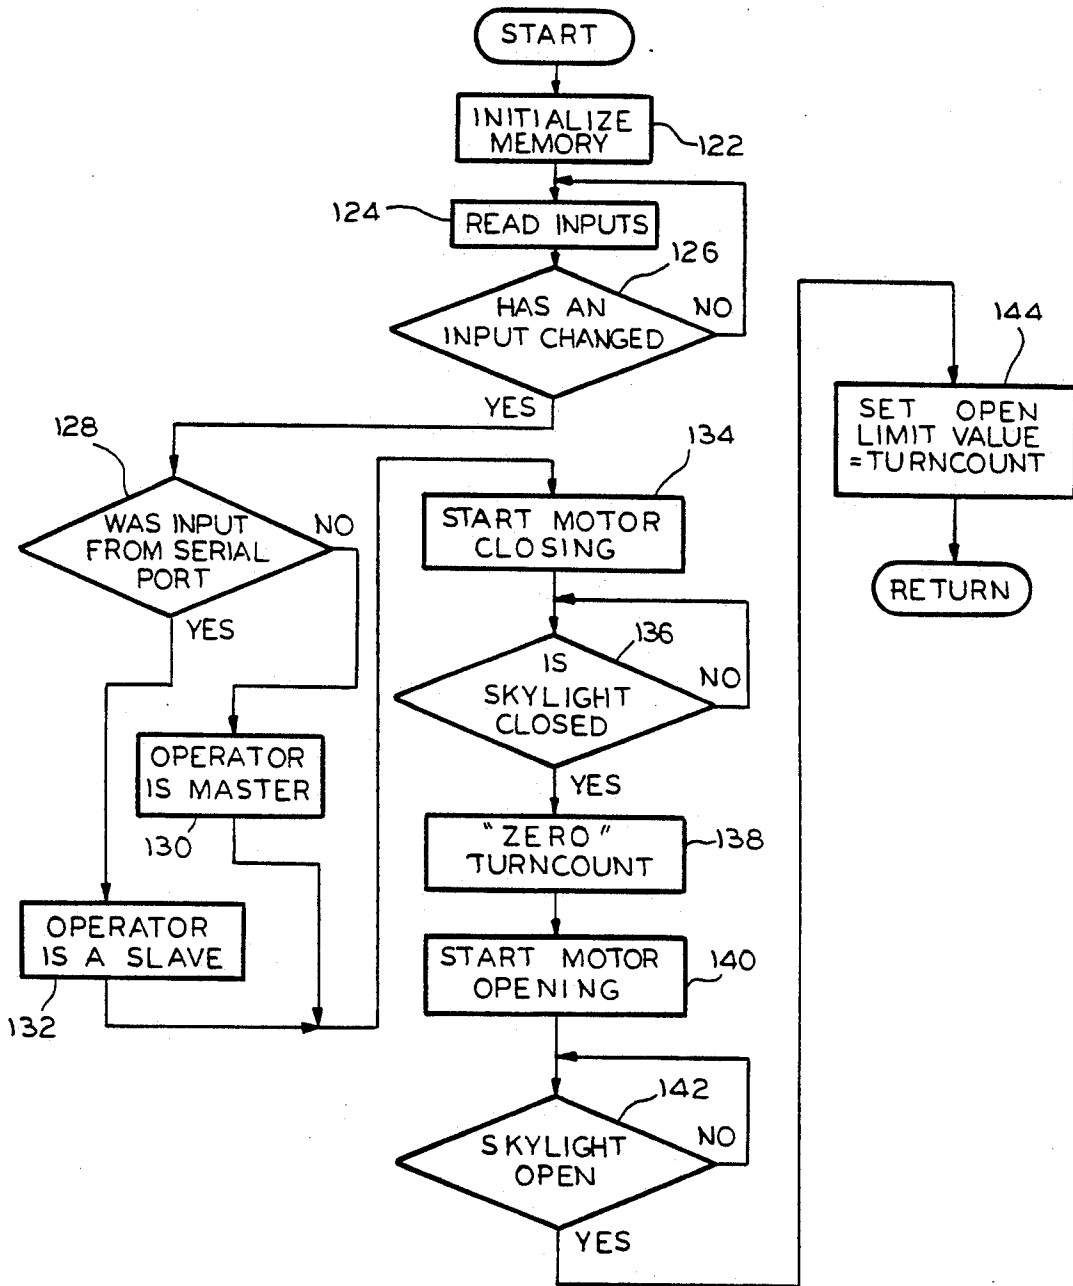 START
INITIALIZE
MEMORY
122
124
READ INPUTS
126
HAS AN
INPUT CHANGED
NO
YES
128
WAS INPUT
FROM SERIAL
PORT
NO
YES
OPERATOR
IS MASTER
130
OPERATOR
IS A SLAVE
132
134
START MOTOR
CLOSING
136
IS
SKYLIGHT
CLOSED
NO
YES
"ZERO"
TURNCOUNT
138
START MOTOR
OPENING
140
142
SKYLIGHT
OPEN
NO
YES
144
SET OPEN
LIMIT VALUE
=TURNCOUNT
RETURN